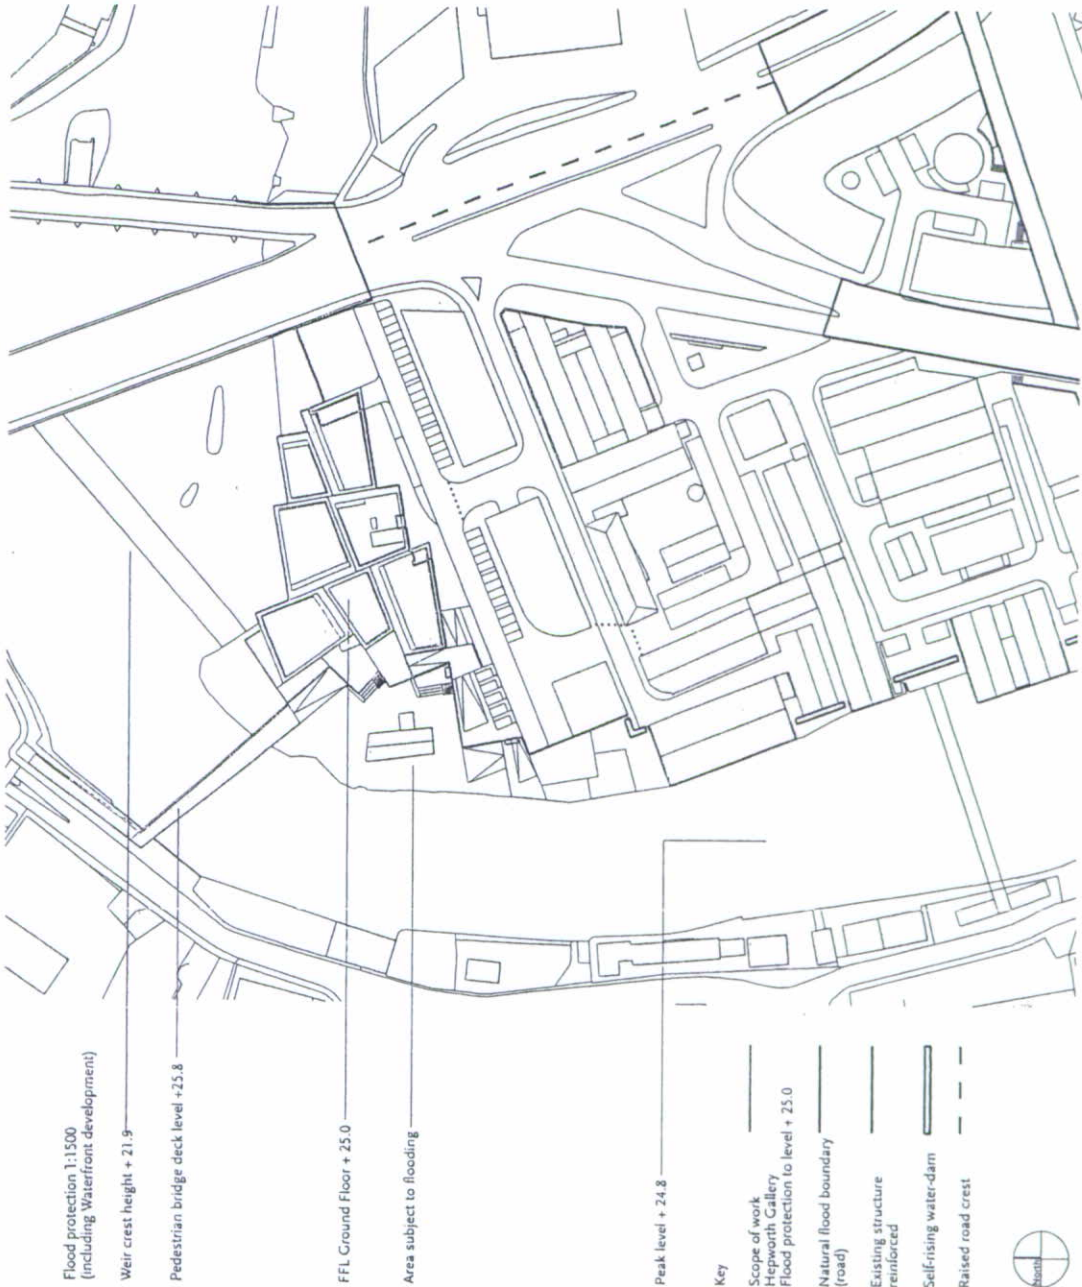 Flood protection 1:1500
(including Waterfront development)
Weir crest height + 21.9
Pedestrian bridge deck level +25.8
FFL Ground Floor + 25.0
Area subject to flooding
Peak level + 24.8
Key
Scope of work
Hepworth Gallery
Flood protection to level + 25.0
Natural flood boundary
(road)
Existing structure
reinforced
Self-rising water-dam
raised road crest